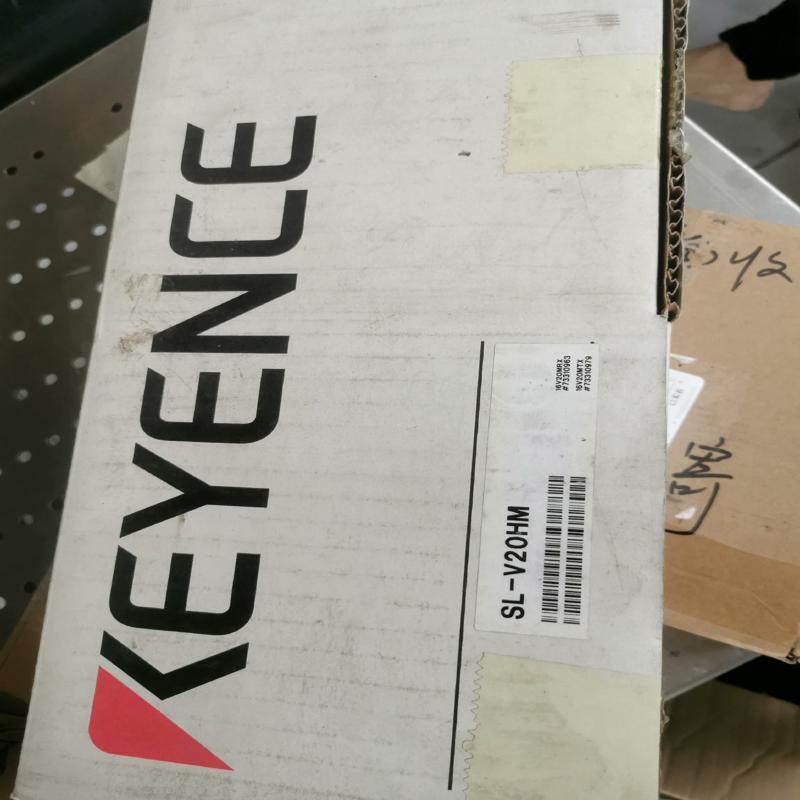 KEYENCE
SL-V20HM
16V20MRX
#73310963
16V20MTX
#73310979